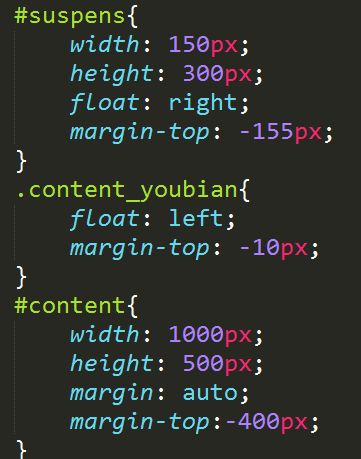 #suspens{
width: 150px;
height: 300px;
float: right;
margin-top: -155px;
}
.content_youbian{
float: left;
margin-top: -10px;
}
#content{
width: 1000px;
height: 500px;
margin: auto;
margin-top:-400px;
}